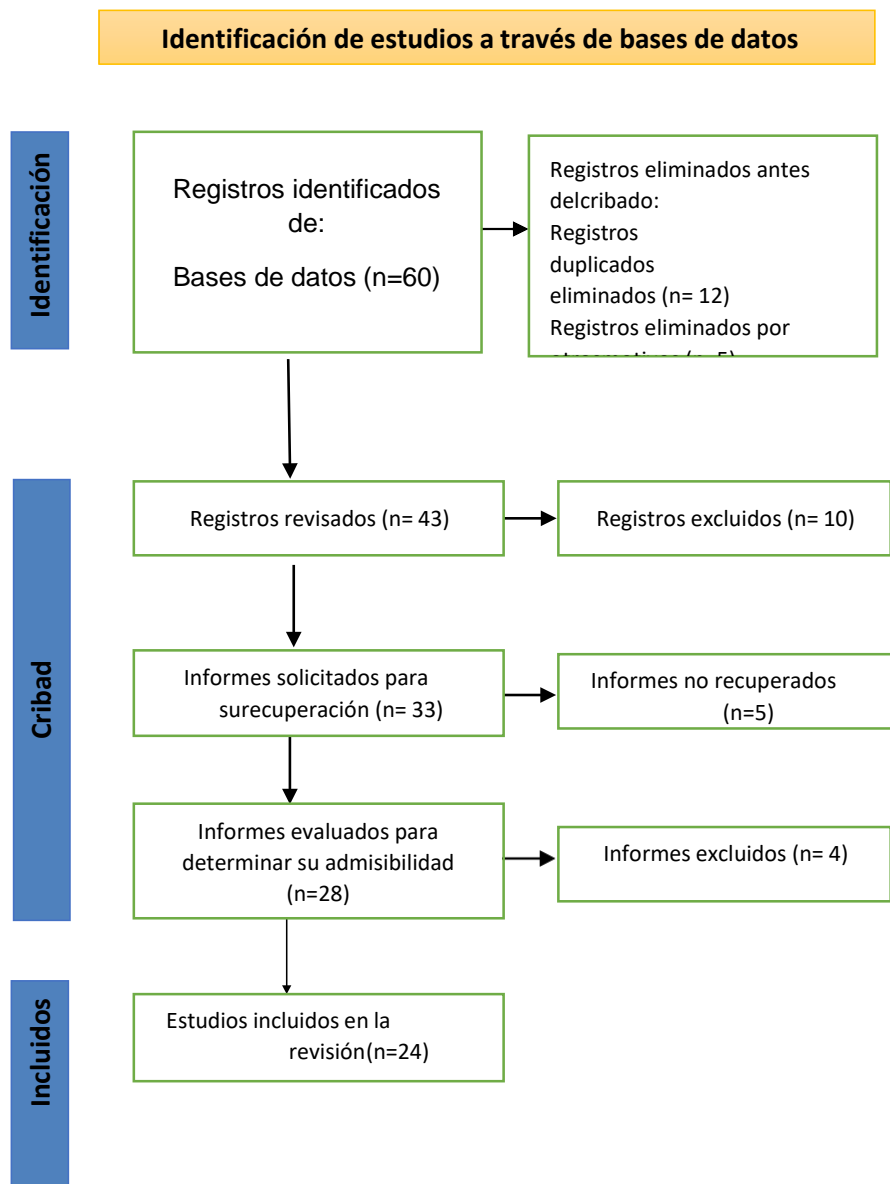 Identificación de estudios a través de bases de datos
Identificación
Registros identificados
de:
Bases de datos (n=60)
Registros eliminados antes
delcribado:
Registros
duplicados
eliminados (n= 12)
Registros eliminados por
Cribad
Registros revisados (n= 43)
Registros excluidos (n= 10)
Informes solicitados para
surecuperación (n= 33)
Informes no recuperados
(n=5)
Informes evaluados para
determinar su admisibilidad
(n=28)
Informes excluidos (n= 4)
Incluidos
Estudios incluidos en la
revisión(n=24)